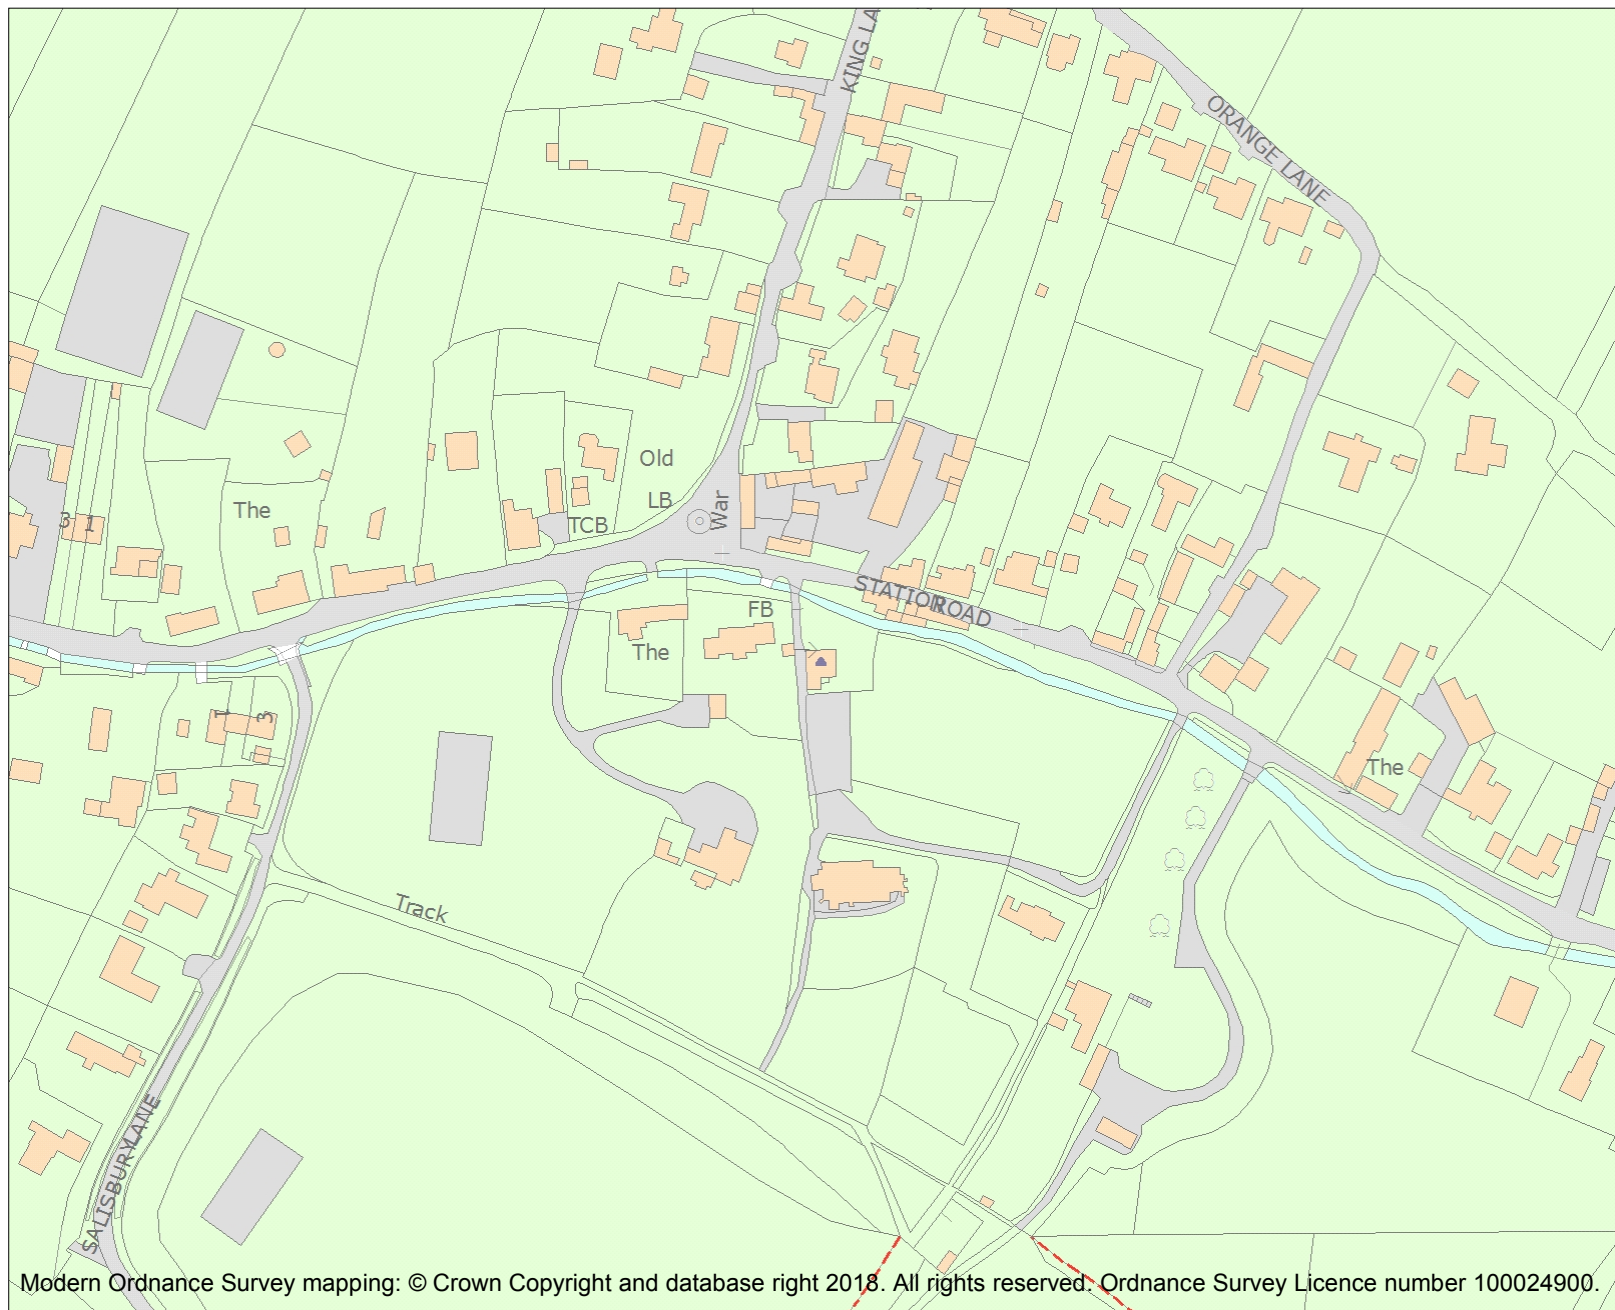 KING LA
ORANGE LANE
Old
LB
War
TCB
The
3 1
STATION ROAD
FB
The
1 3
The
Track
SALISBURY LANE
Modern Ordnance Survey mapping: © Crown Copyright and database right 2018. All rights reserved. Ordnance Survey Licence number 100024900.